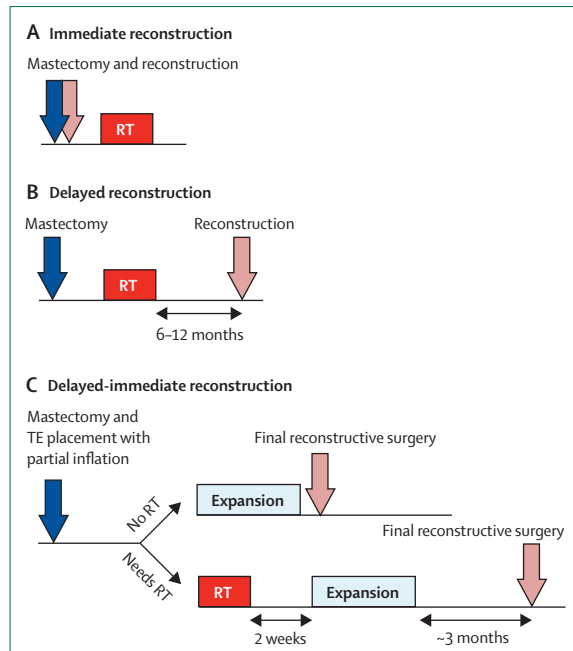 A Immediate reconstruction
Mastectomy and reconstruction
RT
B Delayed reconstruction
Mastectomy
Reconstruction
RT
6–12 months
C Delayed-immediate reconstruction
Mastectomy and
TE placement with
partial inflation
Final reconstructive surgery
No RT
Expansion
Final reconstructive surgery
Needs RT
RT
Expansion
2 weeks
~3 months